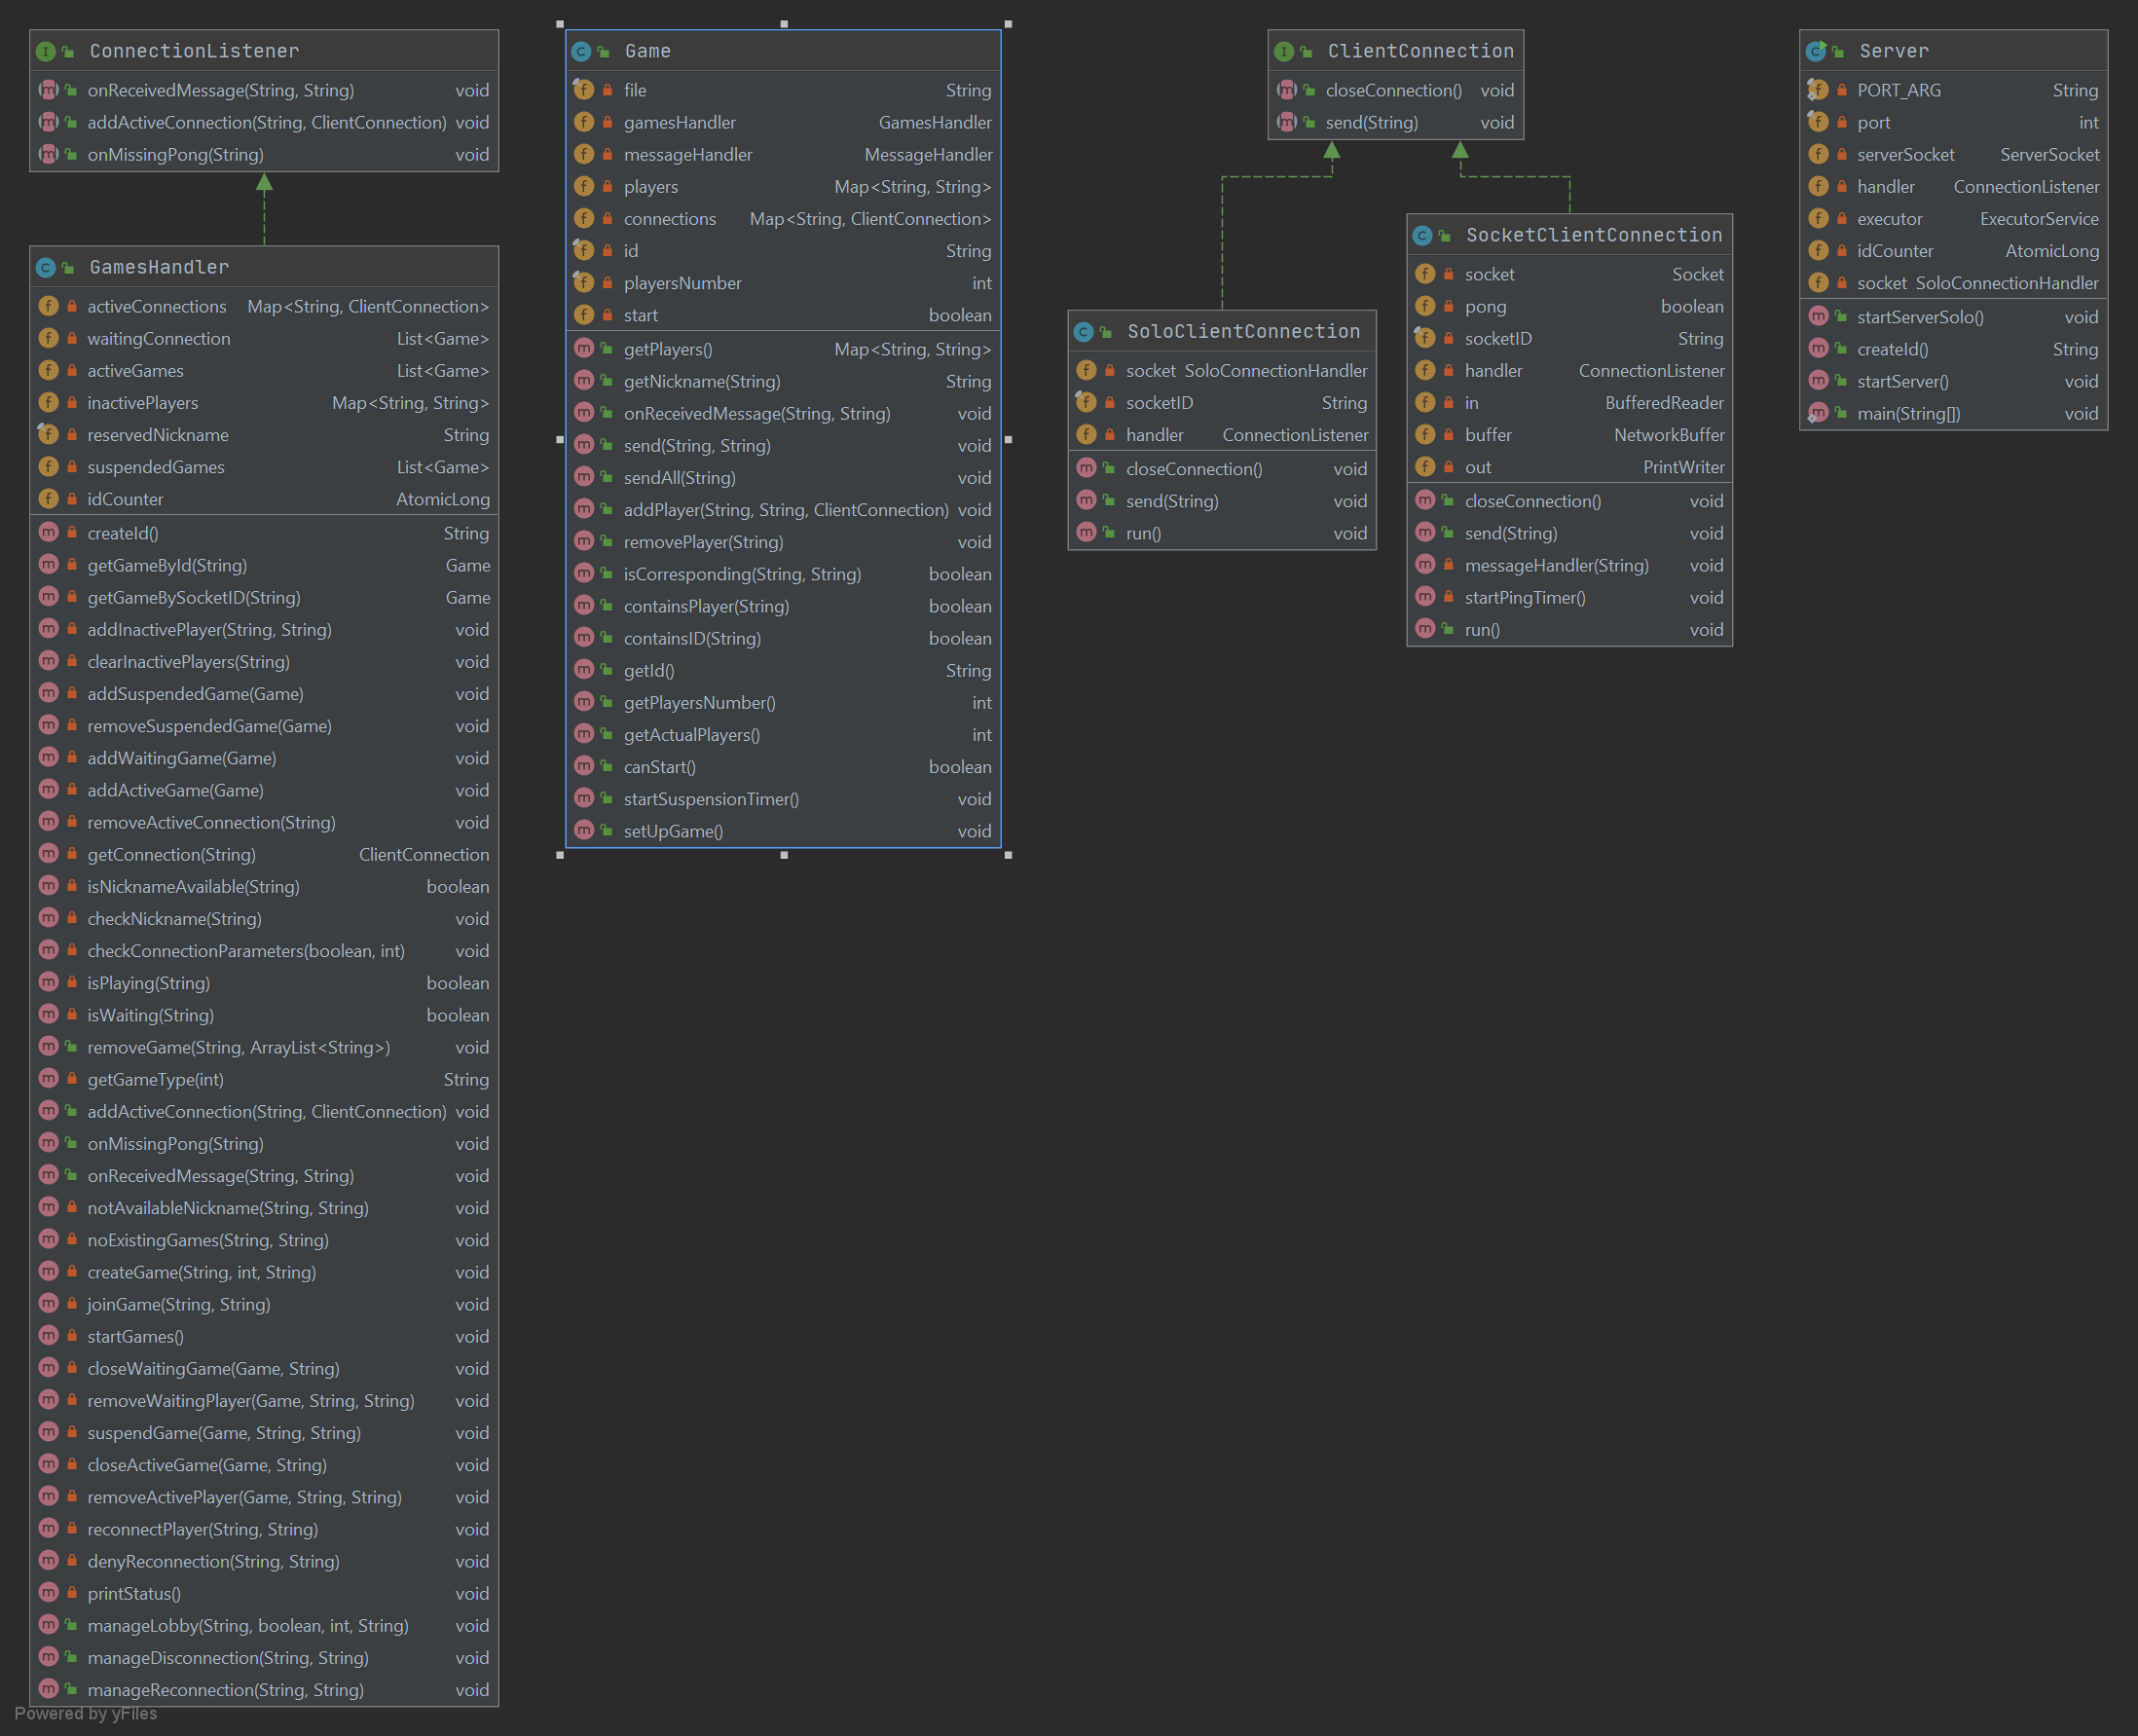 ConnectionListener
onReceivedMessage(String, String) void
addActiveConnection(String, ClientConnection) void
onMissingPong(String) void
GamesHandler
activeConnections Map<String, ClientConnection>
waitingConnection List<Game>
activeGames List<Game>
inactivePlayers Map<String, String>
reservedNickname String
suspendedGames List<Game>
idCounter AtomicLong
createId() String
getGameById(String) Game
getGameBySocketID(String) Game
addInactivePlayer(String, String) void
clearInactivePlayers(String) void
addSuspendedGame(Game) void
removeSuspendedGame(Game) void
addWaitingGame(Game) void
addActiveGame(Game) void
removeActiveConnection(String) void
getConnection(String) ClientConnection
isNicknameAvailable(String) boolean
checkNickname(String) void
checkConnectionParameters(boolean, int) void
isPlaying(String) boolean
isWaiting(String) boolean
removeGame(String, ArrayList<String>) void
getGameType(int) String
addActiveConnection(String, ClientConnection) void
onMissingPong(String) void
onReceivedMessage(String, String) void
notAvailableNickname(String, String) void
noExistingGames(String, String) void
createGame(String, int, String) void
joinGame(String, String) void
startGames() void
closeWaitingGame(Game, String) void
removeWaitingPlayer(Game, String, String) void
suspendGame(Game, String, String) void
closeActiveGame(Game, String) void
removeActivePlayer(Game, String, String) void
reconnectPlayer(String, String) void
denyReconnection(String, String) void
printStatus() void
manageLobby(String, boolean, int, String) void
manageDisconnection(String, String) void
manageReconnection(String, String) void
Game
file String
gamesHandler GamesHandler
messageHandler MessageHandler
players Map<String, String>
connections Map<String, ClientConnection>
id String
playersNumber int
start boolean
getPlayers() Map<String, String>
getNickname(String) String
onReceivedMessage(String, String) void
send(String, String) void
sendAll(String) void
addPlayer(String, String, ClientConnection) void
removePlayer(String) void
isCorresponding(String, String) boolean
containsPlayer(String) boolean
containsID(String) boolean
getId() String
getPlayersNumber() int
getActualPlayers() int
canStart() boolean
startSuspensionTimer() void
setUpGame() void
ClientConnection
closeConnection() void
send(String) void
SoloClientConnection
socket SoloConnectionHandler
socketID String
handler ConnectionListener
closeConnection() void
send(String) void
run() void
SocketClientConnection
socket Socket
pong boolean
socketID String
handler ConnectionListener
in BufferedReader
buffer NetworkBuffer
out PrintWriter
closeConnection() void
send(String) void
messageHandler(String) void
startPingTimer() void
run() void
Server
PORT_ARG String
port int
serverSocket ServerSocket
handler ConnectionListener
executor ExecutorService
idCounter AtomicLong
socket SoloConnectionHandler
startServerSolo() void
createId() String
startServer() void
main(String[]) void
Powered by yFiles